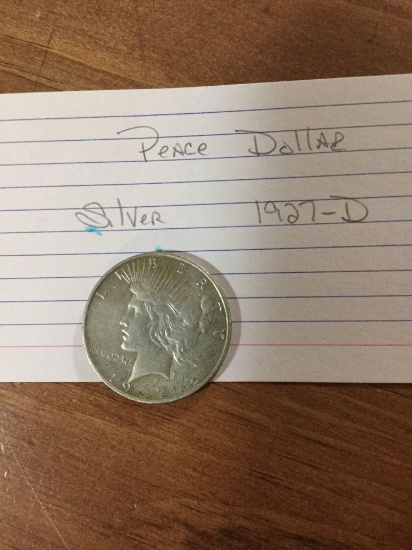 Peace Dollar
Silver 1927-D
LIBERTY